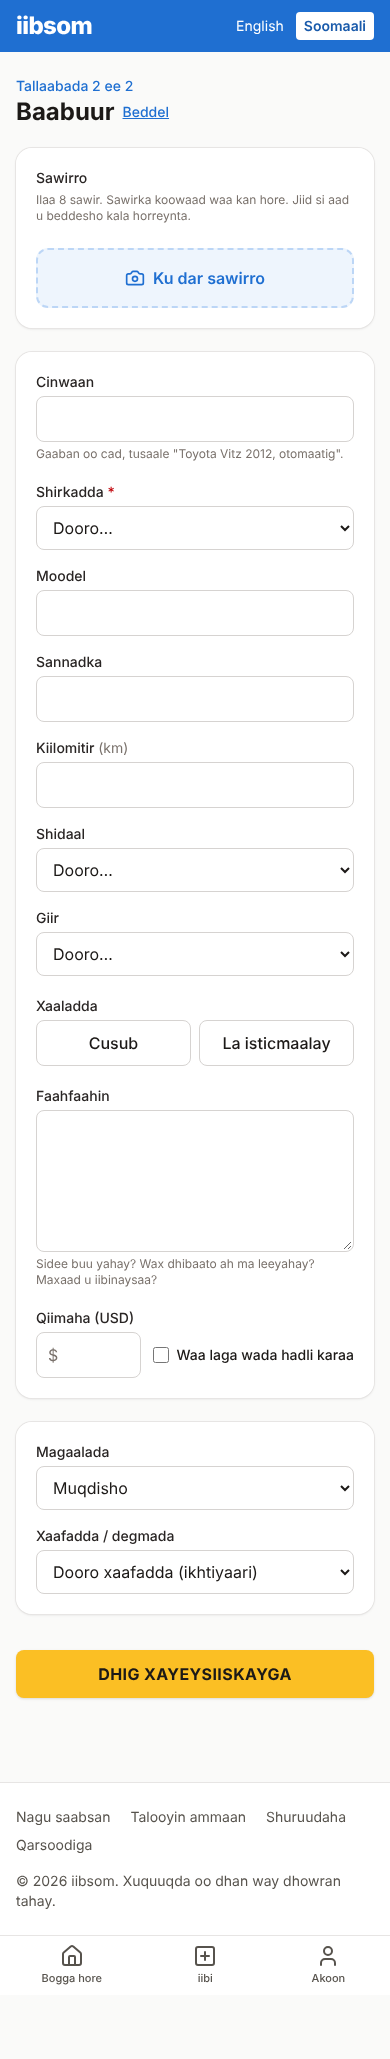 iibsom
English
Soomaali
Tallaabada 2 ee 2
Baabuur Beddel
Sawirro
Ilaa 8 sawir. Sawirka koowaad waa kan hore. Jiid si aad
u beddesho kala horreynta.
Ku dar sawirro
Cinwaan
Gaaban oo cad, tusaale "Toyota Vitz 2012, otomaatig".
Shirkadda *
Dooro...
Moodel
Sannadka
Kiilomitir (km)
Shidaal
Dooro...
Giir
Dooro...
Xaaladda
Cusub
La isticmaalay
Faahfaahin
Sidee buu yahay? Wax dhibaato ah ma leeyahay?
Maxaad u iibinaysaa?
Qiimaha (USD)
$
Waa laga wada hadli karaa
Magaalada
Muqdisho
Xaafadda / degmada
Dooro xaafadda (ikhtiyaari)
DHIG XAYEYSIISKAYGA
Nagu saabsan Talooyin ammaan Shuruudaha
Qarsoodiga
© 2026 iibsom. Xuquuqda oo dhan way dhowran
tahay.
Bogga hore
iibi
Akoon